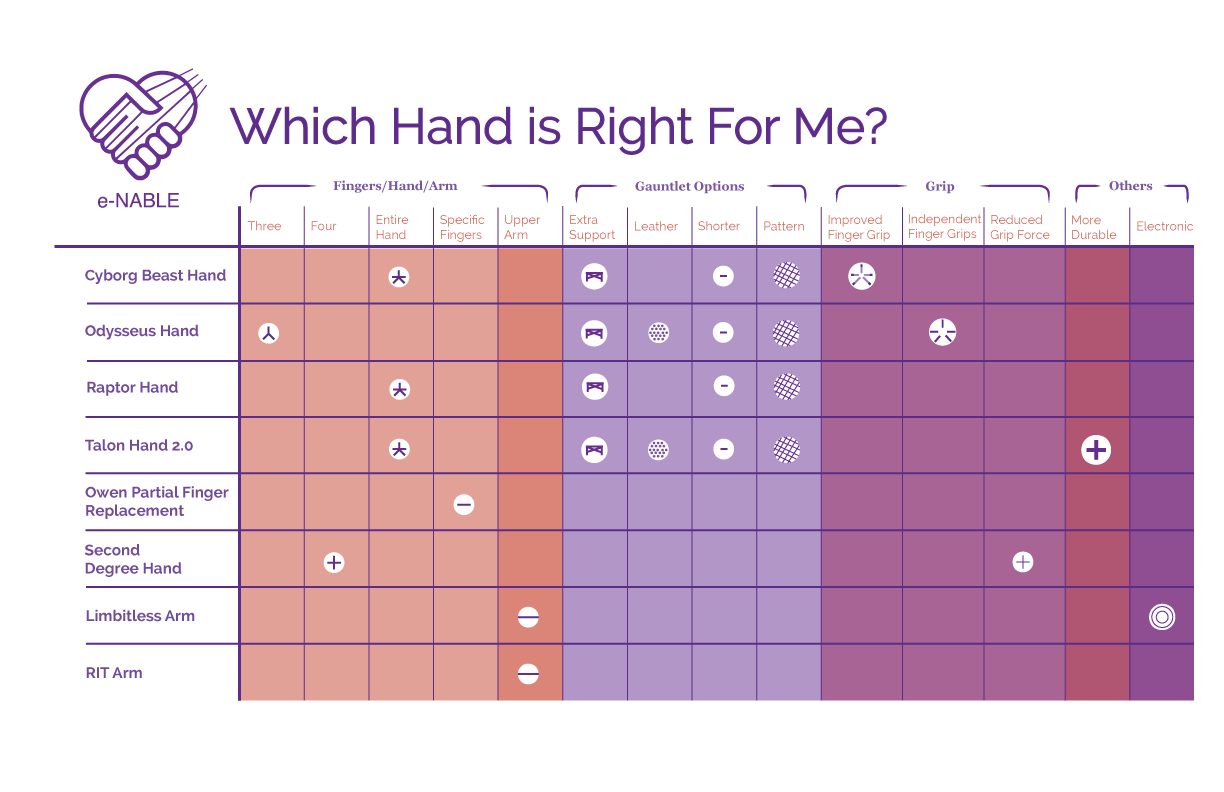 Which Hand is Right For Me?
e-NABLE
Fingers/Hand/Arm
Gauntlet Options
Grip
Others
Three
Four
Entire
Hand
Specific
Fingers
Upper
Arm
Extra
Support
Leather
Shorter
Pattern
Improved
Finger Grip
Independent
Finger Grips
Reduced
Grip Force
More
Durable
Electronic
Cyborg Beast Hand
Odysseus Hand
Raptor Hand
Talon Hand 2.0
Owen Partial Finger
Replacement
Second
Degree Hand
Limbitless Arm
RIT Arm